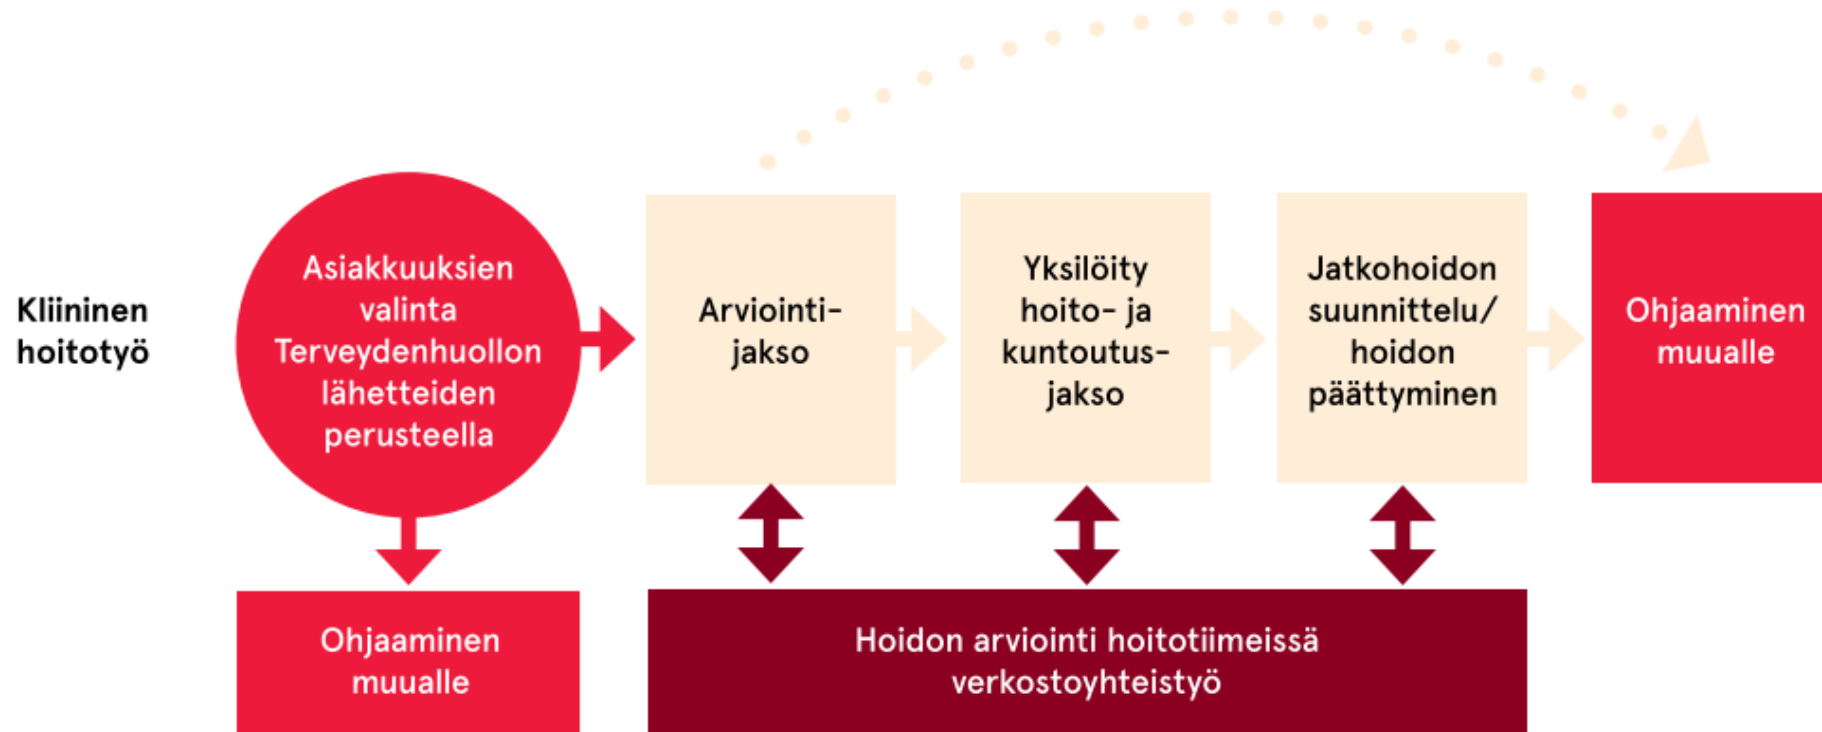 Kliininen
hoitotyö
Asiakkuuksien
valinta
Terveydenhuollon
lähetteiden
perusteella
Arviointi-
jakso
Yksilöity
hoito- ja
kuntoutus-
jakso
Jatkohoidon
suunnittelu/
hoidon
päättyminen
Ohjaaminen
muualle
Ohjaaminen
muualle
Hoidon arviointi hoitotiimeissä
verkostoyhteistyö